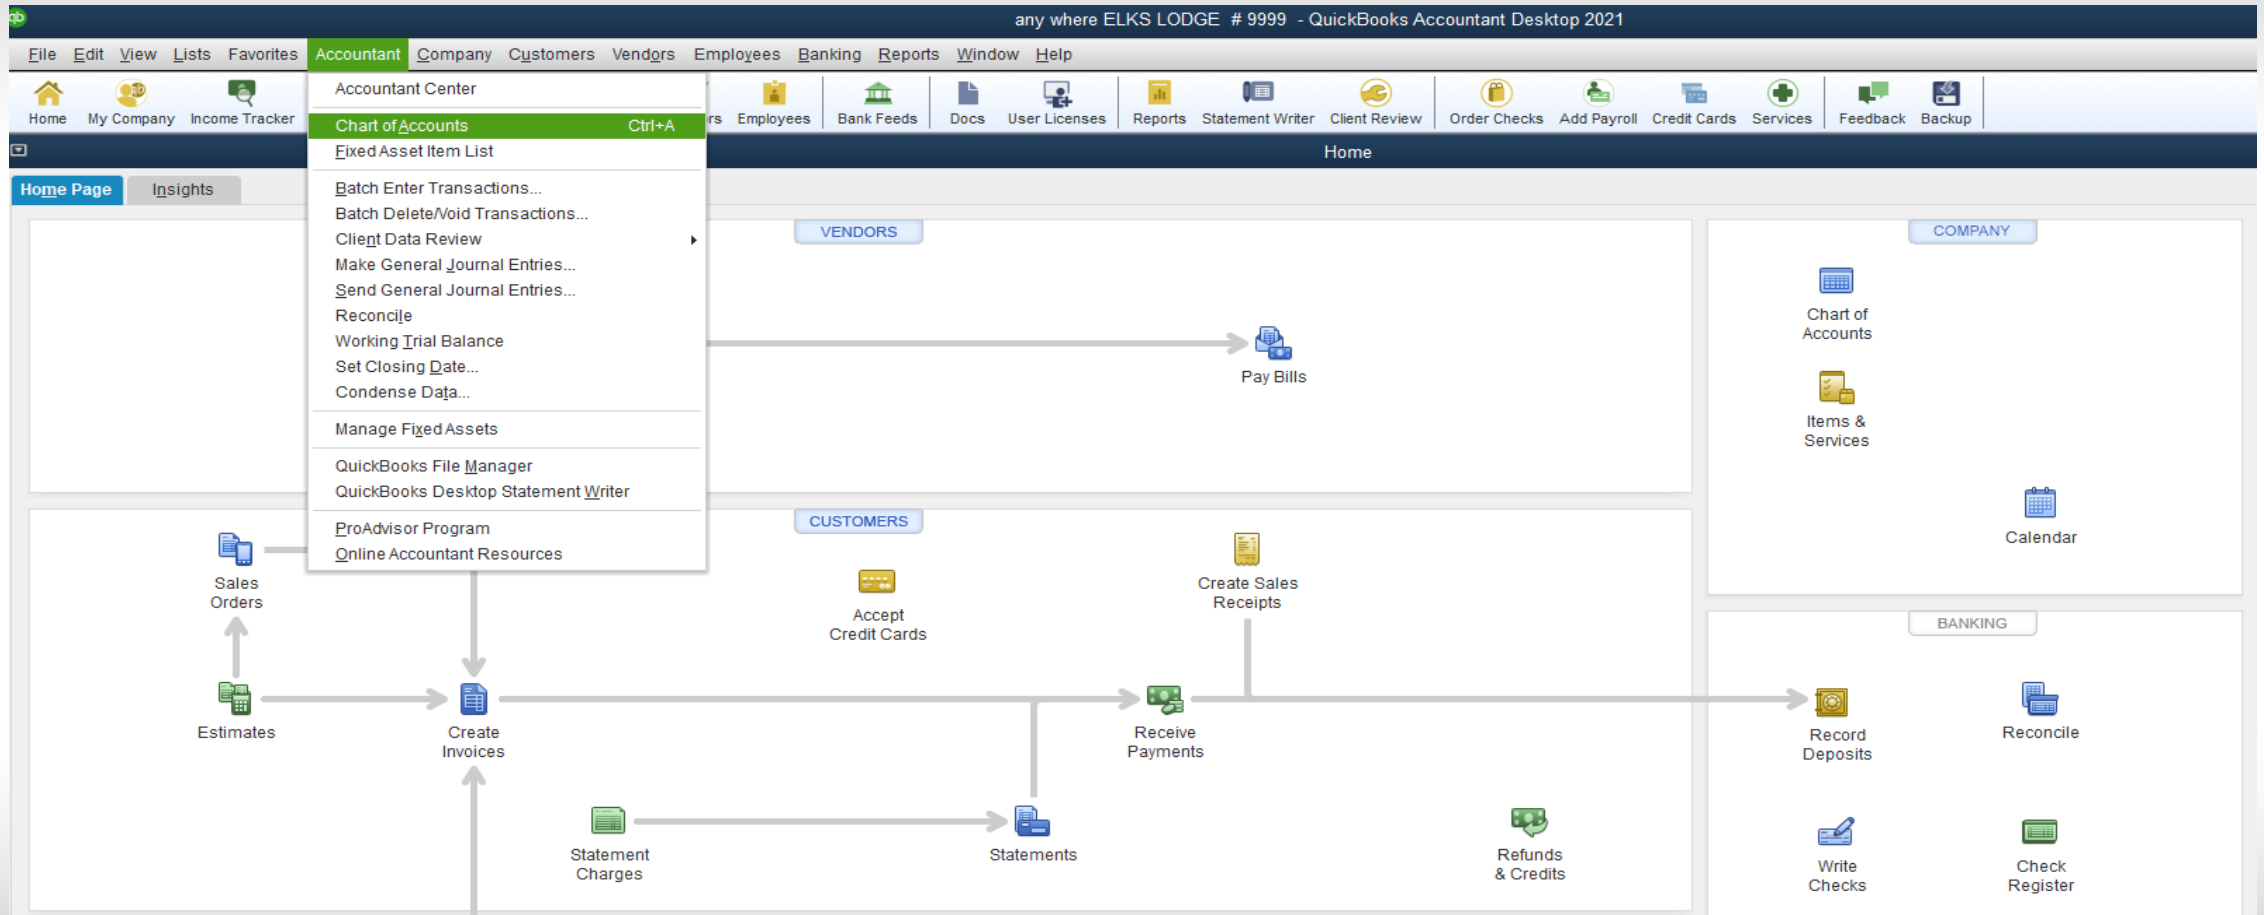 qb
any where ELKS LODGE # 9999 - QuickBooks Accountant Desktop 2021
File Edit View Lists Favorites Accountant Company Customers Vendors Employees Banking Reports Window Help
Home My Company Income Tracker rs Employees Bank Feeds Docs User Licenses Reports Statement Writer Client Review Order Checks Add Payroll Credit Cards Services Feedback Backup
Accountant Center
Chart of Accounts Ctrl+A
Fixed Asset Item List
Batch Enter Transactions...
Batch Delete/Void Transactions...
Client Data Review
Make General Journal Entries...
Send General Journal Entries...
Reconcile
Working Trial Balance
Set Closing Date...
Condense Data...
Manage Fixed Assets
QuickBooks File Manager
QuickBooks Desktop Statement Writer
ProAdvisor Program
Online Accountant Resources
Home
Home Page Insights
VENDORS
Pay Bills
COMPANY
Chart of
Accounts
Items &
Services
Calendar
CUSTOMERS
Sales
Orders
Accept
Credit Cards
Create Sales
Receipts
Estimates
Create
Invoices
Receive
Payments
Statement
Charges
Statements
Refunds
& Credits
BANKING
Record
Deposits
Reconcile
Write
Checks
Check
Register